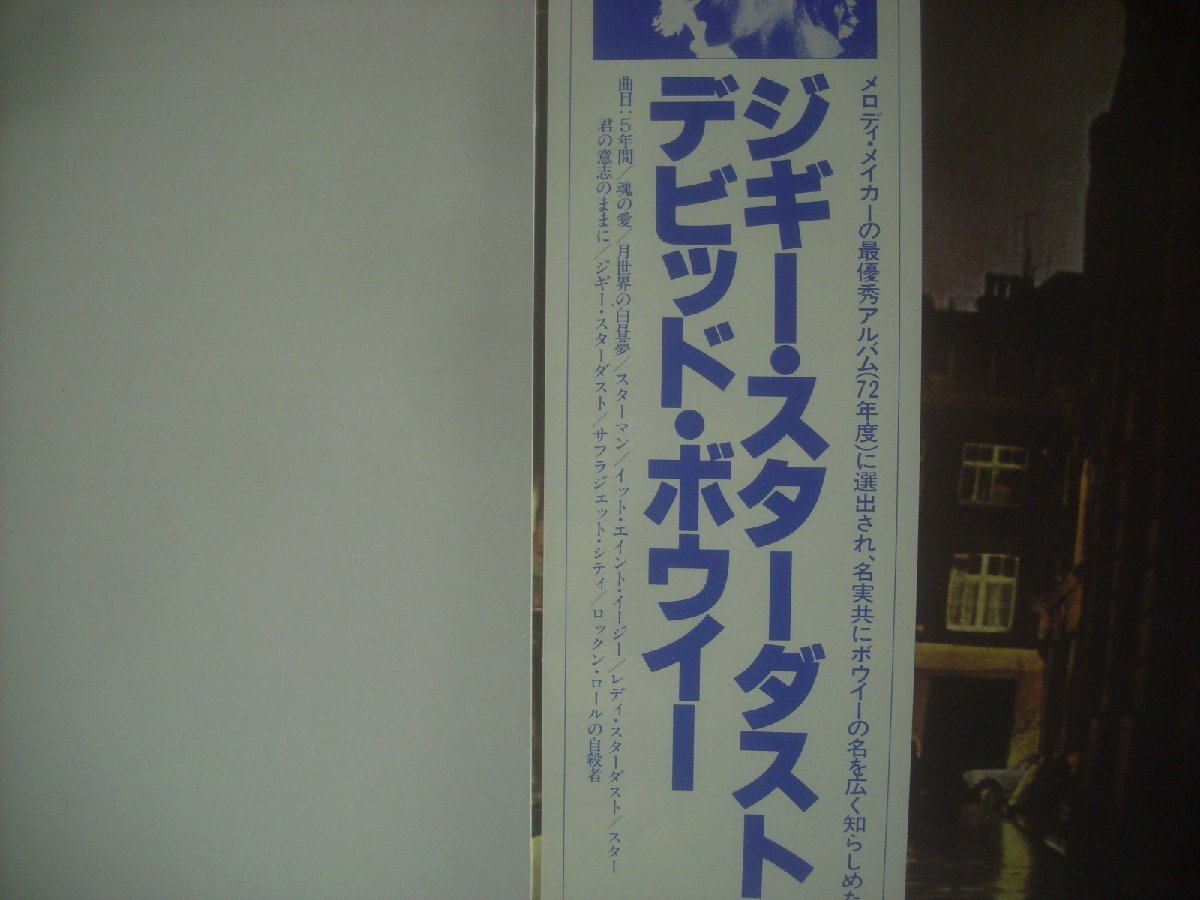 メロディ・メイカーの最優秀アルバム(72年度)に選出され、名実共にボウイーの名を広く知らしめた
ジギー・スターダスト
デビッド・ボウイー
曲目:5年間/魂の愛/月世界の白昼夢/スターマン/イット・エイント・イージー/レディ・スターダスト/スター
君の意志のままに/ジギー・スターダスト/サフラジェット・シティ/ロックン・ロールの自殺者